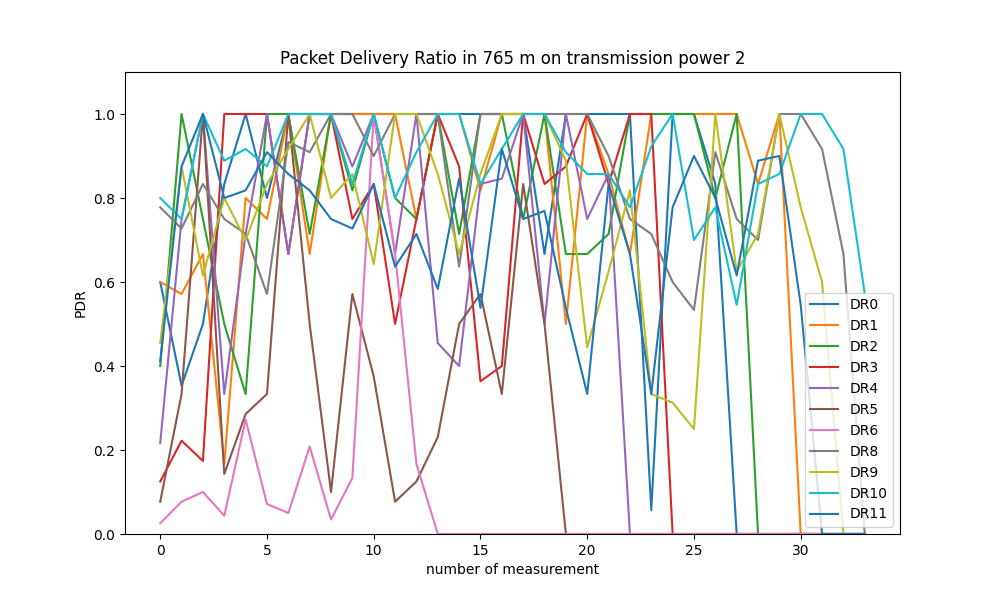 Packet Delivery Ratio in 765 m on transmission power 2
PDR
1.0
0.8
0.6
0.4
0.2
0.0
0 5 10 15 20 25 30
number of measurement
DR0
DR1
DR2
DR3
DR4
DR5
DR6
DR8
DR9
DR10
DR11